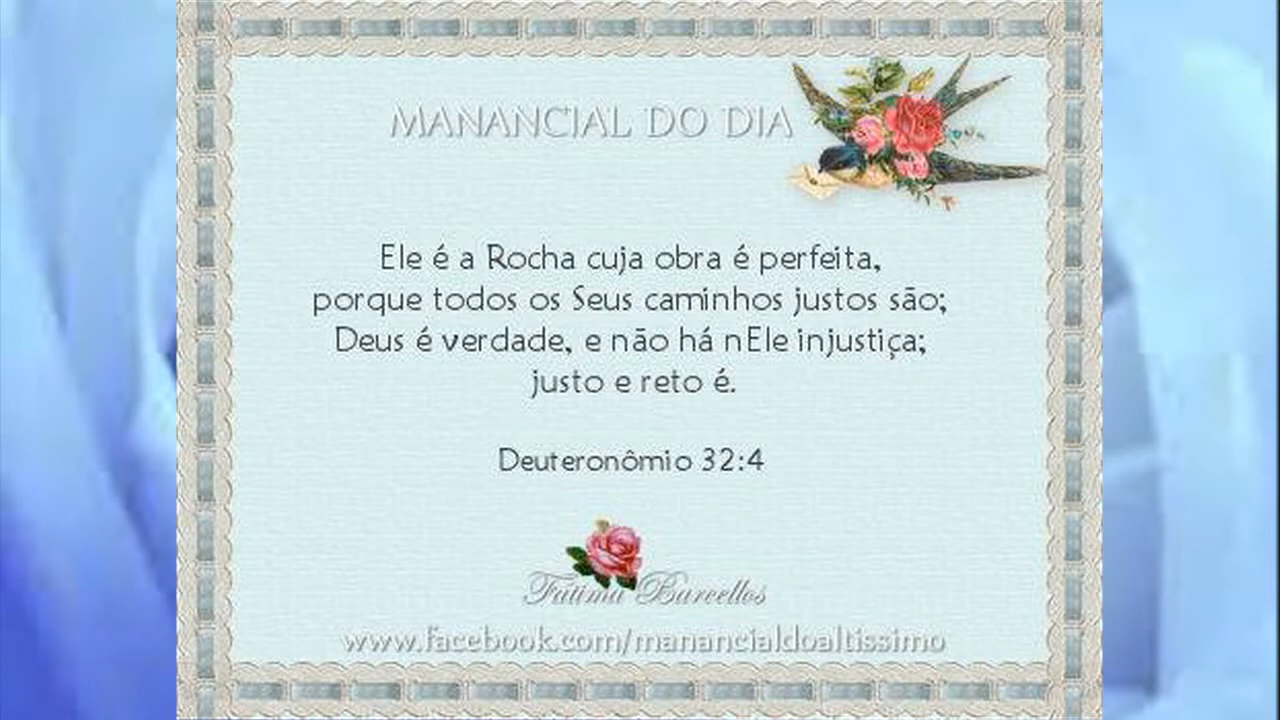 MANANCIAL DO DIA
Ele é a Rocha cuja obra é perfeita,
porque todos os Seus caminhos justos são;
Deus é verdade, e não há nEle injustiça;
justo e reto é.
Deuteronômio 32:4
Fatima Barcellos
www.facebook.com/manancialdoaltissimo